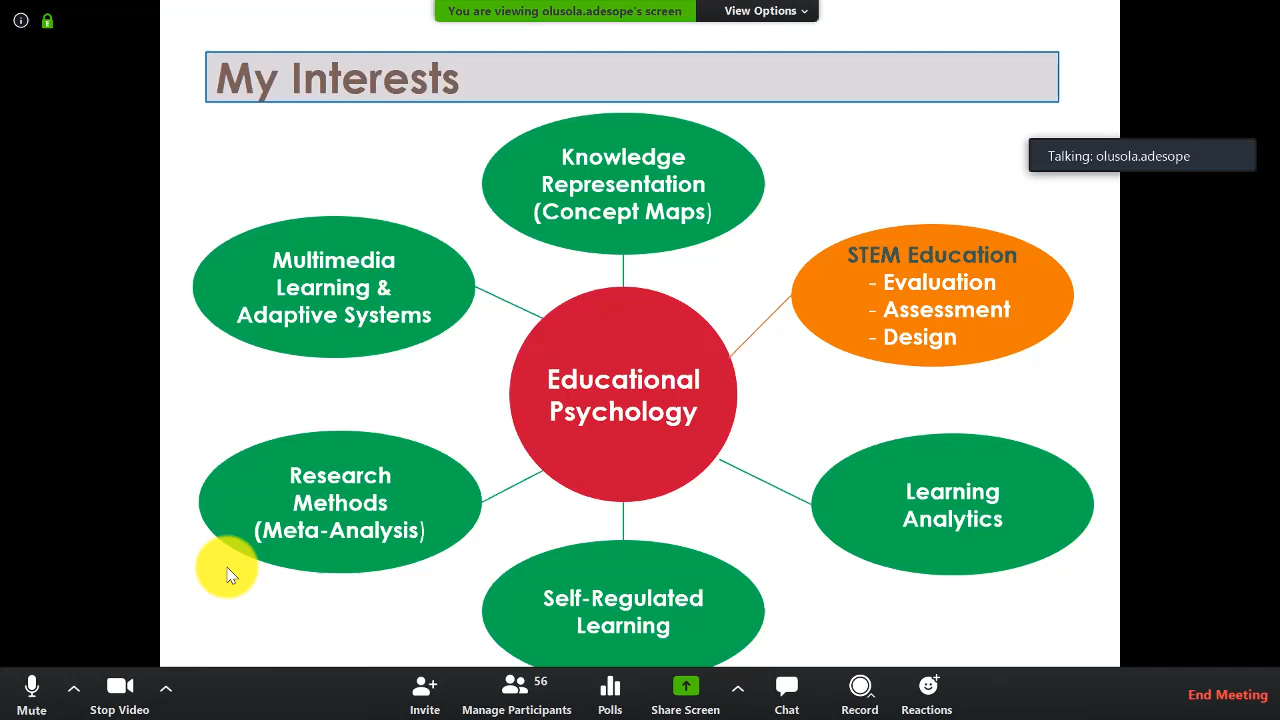 You are viewing olusola.adesope's screen
View Options
My Interests
Talking: olusola.adesope
Knowledge
Representation
(Concept Maps)
Multimedia
Learning &
Adaptive Systems
STEM Education
- Evaluation
- Assessment
- Design
Educational
Psychology
Research
Methods
(Meta-Analysis)
Learning
Analytics
Self-Regulated
Learning
Mute
Stop Video
Invite
56
Manage Participants
Polls
Share Screen
Chat
Record
Reactions
End Meeting